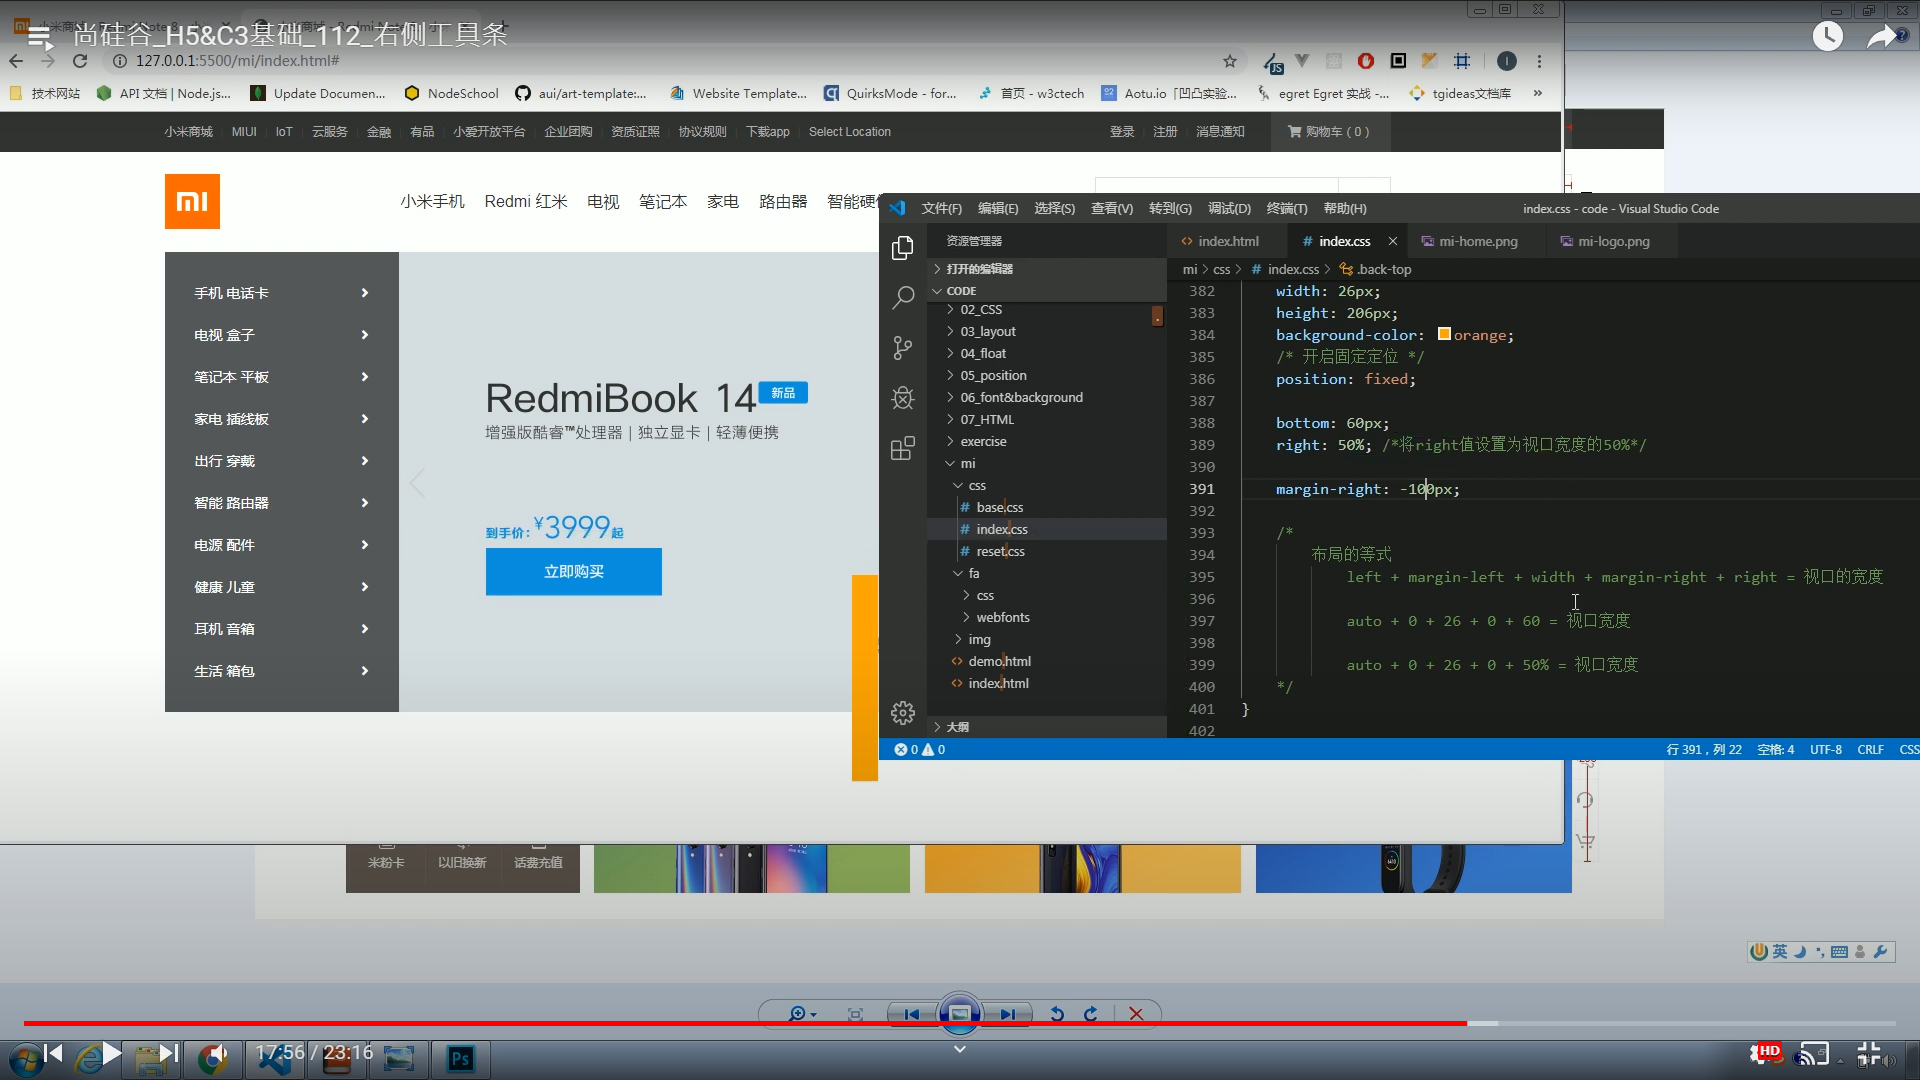 尚硅谷_H5&C3基础_112_右侧工具条
127.0.0.1:5500/mi/index.html#
技术网站 API 文档 | Node.js... Update Documen... NodeSchool aui/art-template:... Website Template... QuirksMode - for... 首页 - w3ctech Aotu.io「凹凸实验... egret Egret 实战 -... tgideas文档库 »
小米商城 MIUI IoT 云服务 金融 有品 小爱开放平台 企业团购 资质证照 协议规则 下载app Select Location 登录 注册 消息通知 购物车 ( 0 )
小米手机 Redmi 红米 电视 笔记本 家电 路由器
手机 电话卡
电视 盒子
笔记本 平板
家电 插线板
出行 穿戴
智能 路由器
电源 配件
健康 儿童
耳机 音箱
生活 箱包
RedmiBook 14 新品
增强版酷睿™处理器 | 独立显卡 | 轻薄便携
到手价: ¥3999起
立即购买
文件(F) 编辑(E) 选择(S) 查看(V) 转到(G) 调试(D) 终端(T) 帮助(H) index.css - code - Visual Studio Code
资源管理器
打开的编辑器
CODE
02_CSS
03_layout
04_float
05_position
06_font&background
07_HTML
exercise
mi
css
base.css
index.css
reset.css
fa
css
webfonts
img
demo.html
index.html
大纲
index.html index.css mi-home.png mi-logo.png
mi > css > index.css > .back-top
382 width: 26px;
383 height: 206px;
384 background-color: orange;
385 /* 开启固定定位 */
386 position: fixed;
387
388 bottom: 60px;
389 right: 50%; /*将right值设置为视口宽度的50%*/
390
391 margin-right: -100px;
392
393 /*
394 布局的等式
395 left + margin-left + width + margin-right + right = 视口的宽度
396
397 auto + 0 + 26 + 0 + 60 = 视口宽度
398
399 auto + 0 + 26 + 0 + 50% = 视口宽度
400 */
401 }
402
0 0 行 391，列 22 空格: 4 UTF-8 CRLF CSS
米粉卡 以旧换新 话费充值
英
17:56 / 23:16
Ps
HD